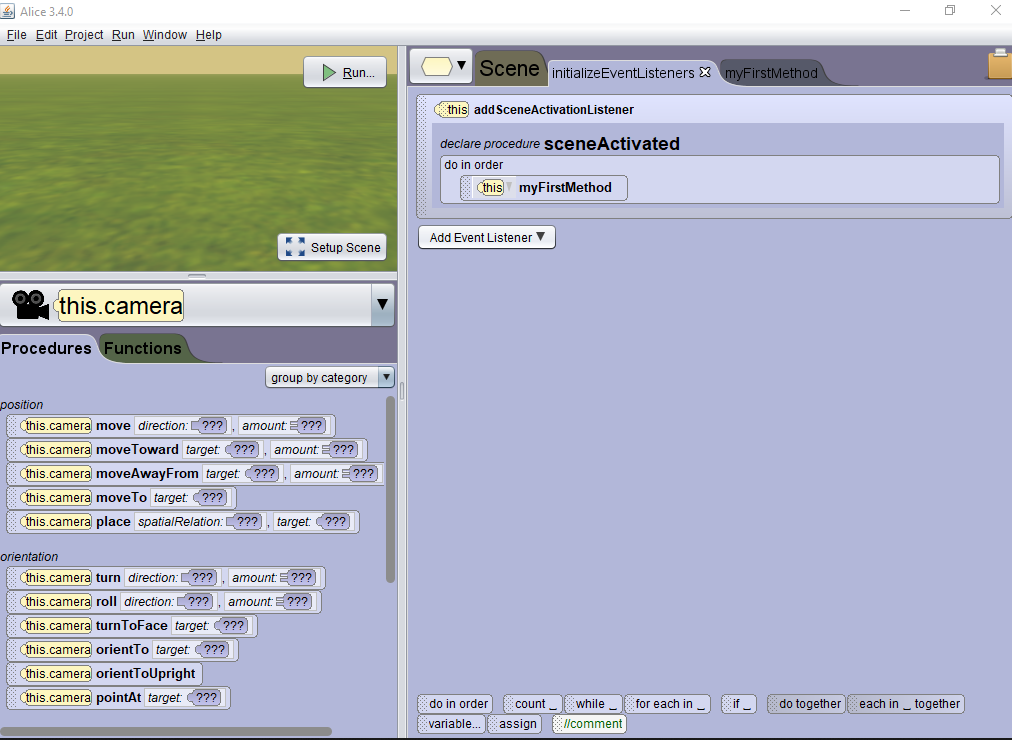 Alice 3.4.0
File Edit Project Run Window Help
Run...
Setup Scene
this.camera
Procedures Functions
group by category
position
this.camera move direction: ??? , amount: ???
this.camera moveToward target: ??? , amount: ???
this.camera moveAwayFrom target: ??? , amount: ???
this.camera moveTo target: ???
this.camera place spatialRelation: ??? , target: ???
orientation
this.camera turn direction: ??? , amount: ???
this.camera roll direction: ??? , amount: ???
this.camera turnToFace target: ???
this.camera orientTo target: ???
this.camera orientToUpright
this.camera pointAt target: ???
Scene initializeEventListeners myFirstMethod
this addSceneActivationListener
declare procedure sceneActivated
do in order
this myFirstMethod
Add Event Listener
do in order count _ while _ for each in _ if _ do together each in _ together
variable... assign //comment